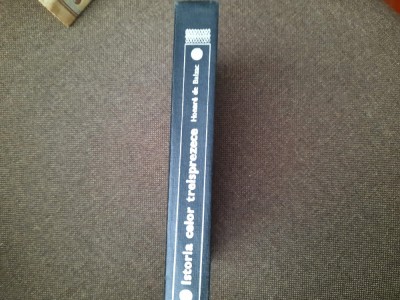 Istoria celor treisprezece
Honoré de Balzac